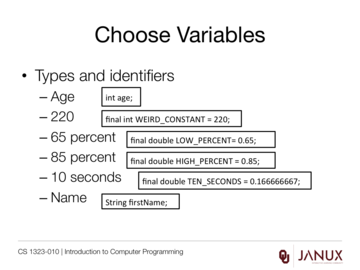 Choose Variables
• Types and identifiers
– Age int age;
– 220 final int WEIRD_CONSTANT = 220;
– 65 percent final double LOW_PERCENT= 0.65;
– 85 percent final double HIGH_PERCENT = 0.85;
– 10 seconds final double TEN_SECONDS = 0.166666667;
– Name String firstName;
CS 1323-010 | Introduction to Computer Programming
JANUX